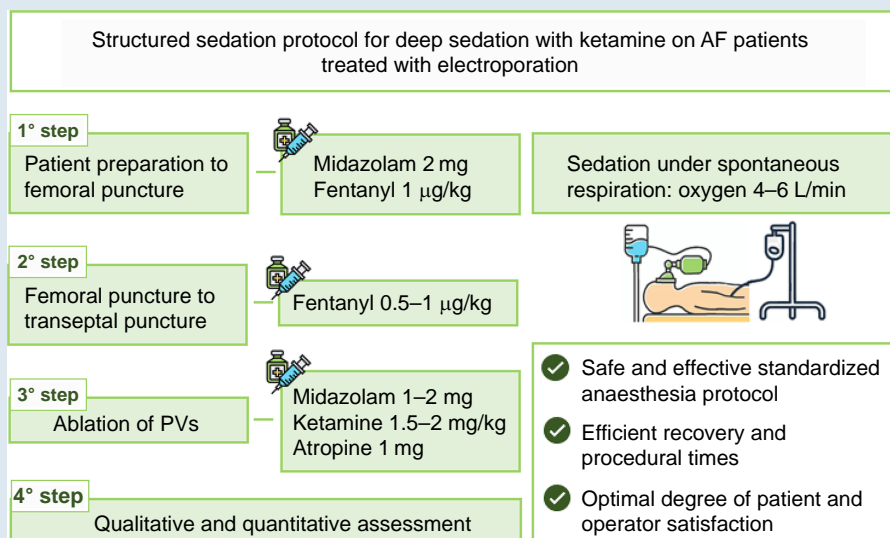 Structured sedation protocol for deep sedation with ketamine on AF patients
treated with electroporation
1° step
Patient preparation to
femoral puncture
Midazolam 2 mg
Fentanyl 1 μg/kg
Sedation under spontaneous
respiration: oxygen 4–6 L/min
2° step
Femoral puncture to
transeptal puncture
Fentanyl 0.5–1 μg/kg
3° step
Ablation of PVs
Midazolam 1–2 mg
Ketamine 1.5–2 mg/kg
Atropine 1 mg
4° step
Qualitative and quantitative assessment
Safe and effective standardized
anaesthesia protocol
Efficient recovery and
procedural times
Optimal degree of patient and
operator satisfaction